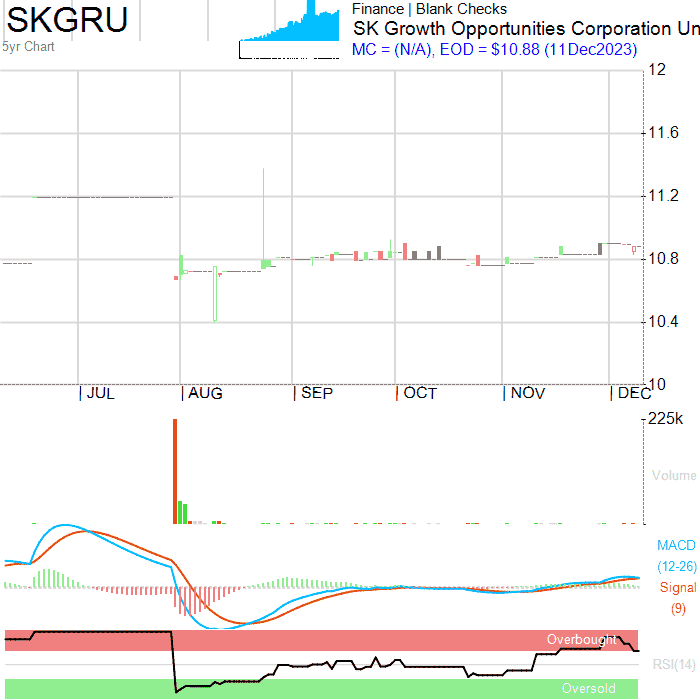 SKGRU
5yr Chart
Finance | Blank Checks
SK Growth Opportunities Corporation Un
MC = (N/A), EOD = $10.88 (11Dec2023)
12
11.6
11.2
10.8
10.4
10
JUL AUG SEP OCT NOV DEC
225k
Volume
MACD
(12-26)
Signal
(9)
Overbought
RSI(14)
Oversold